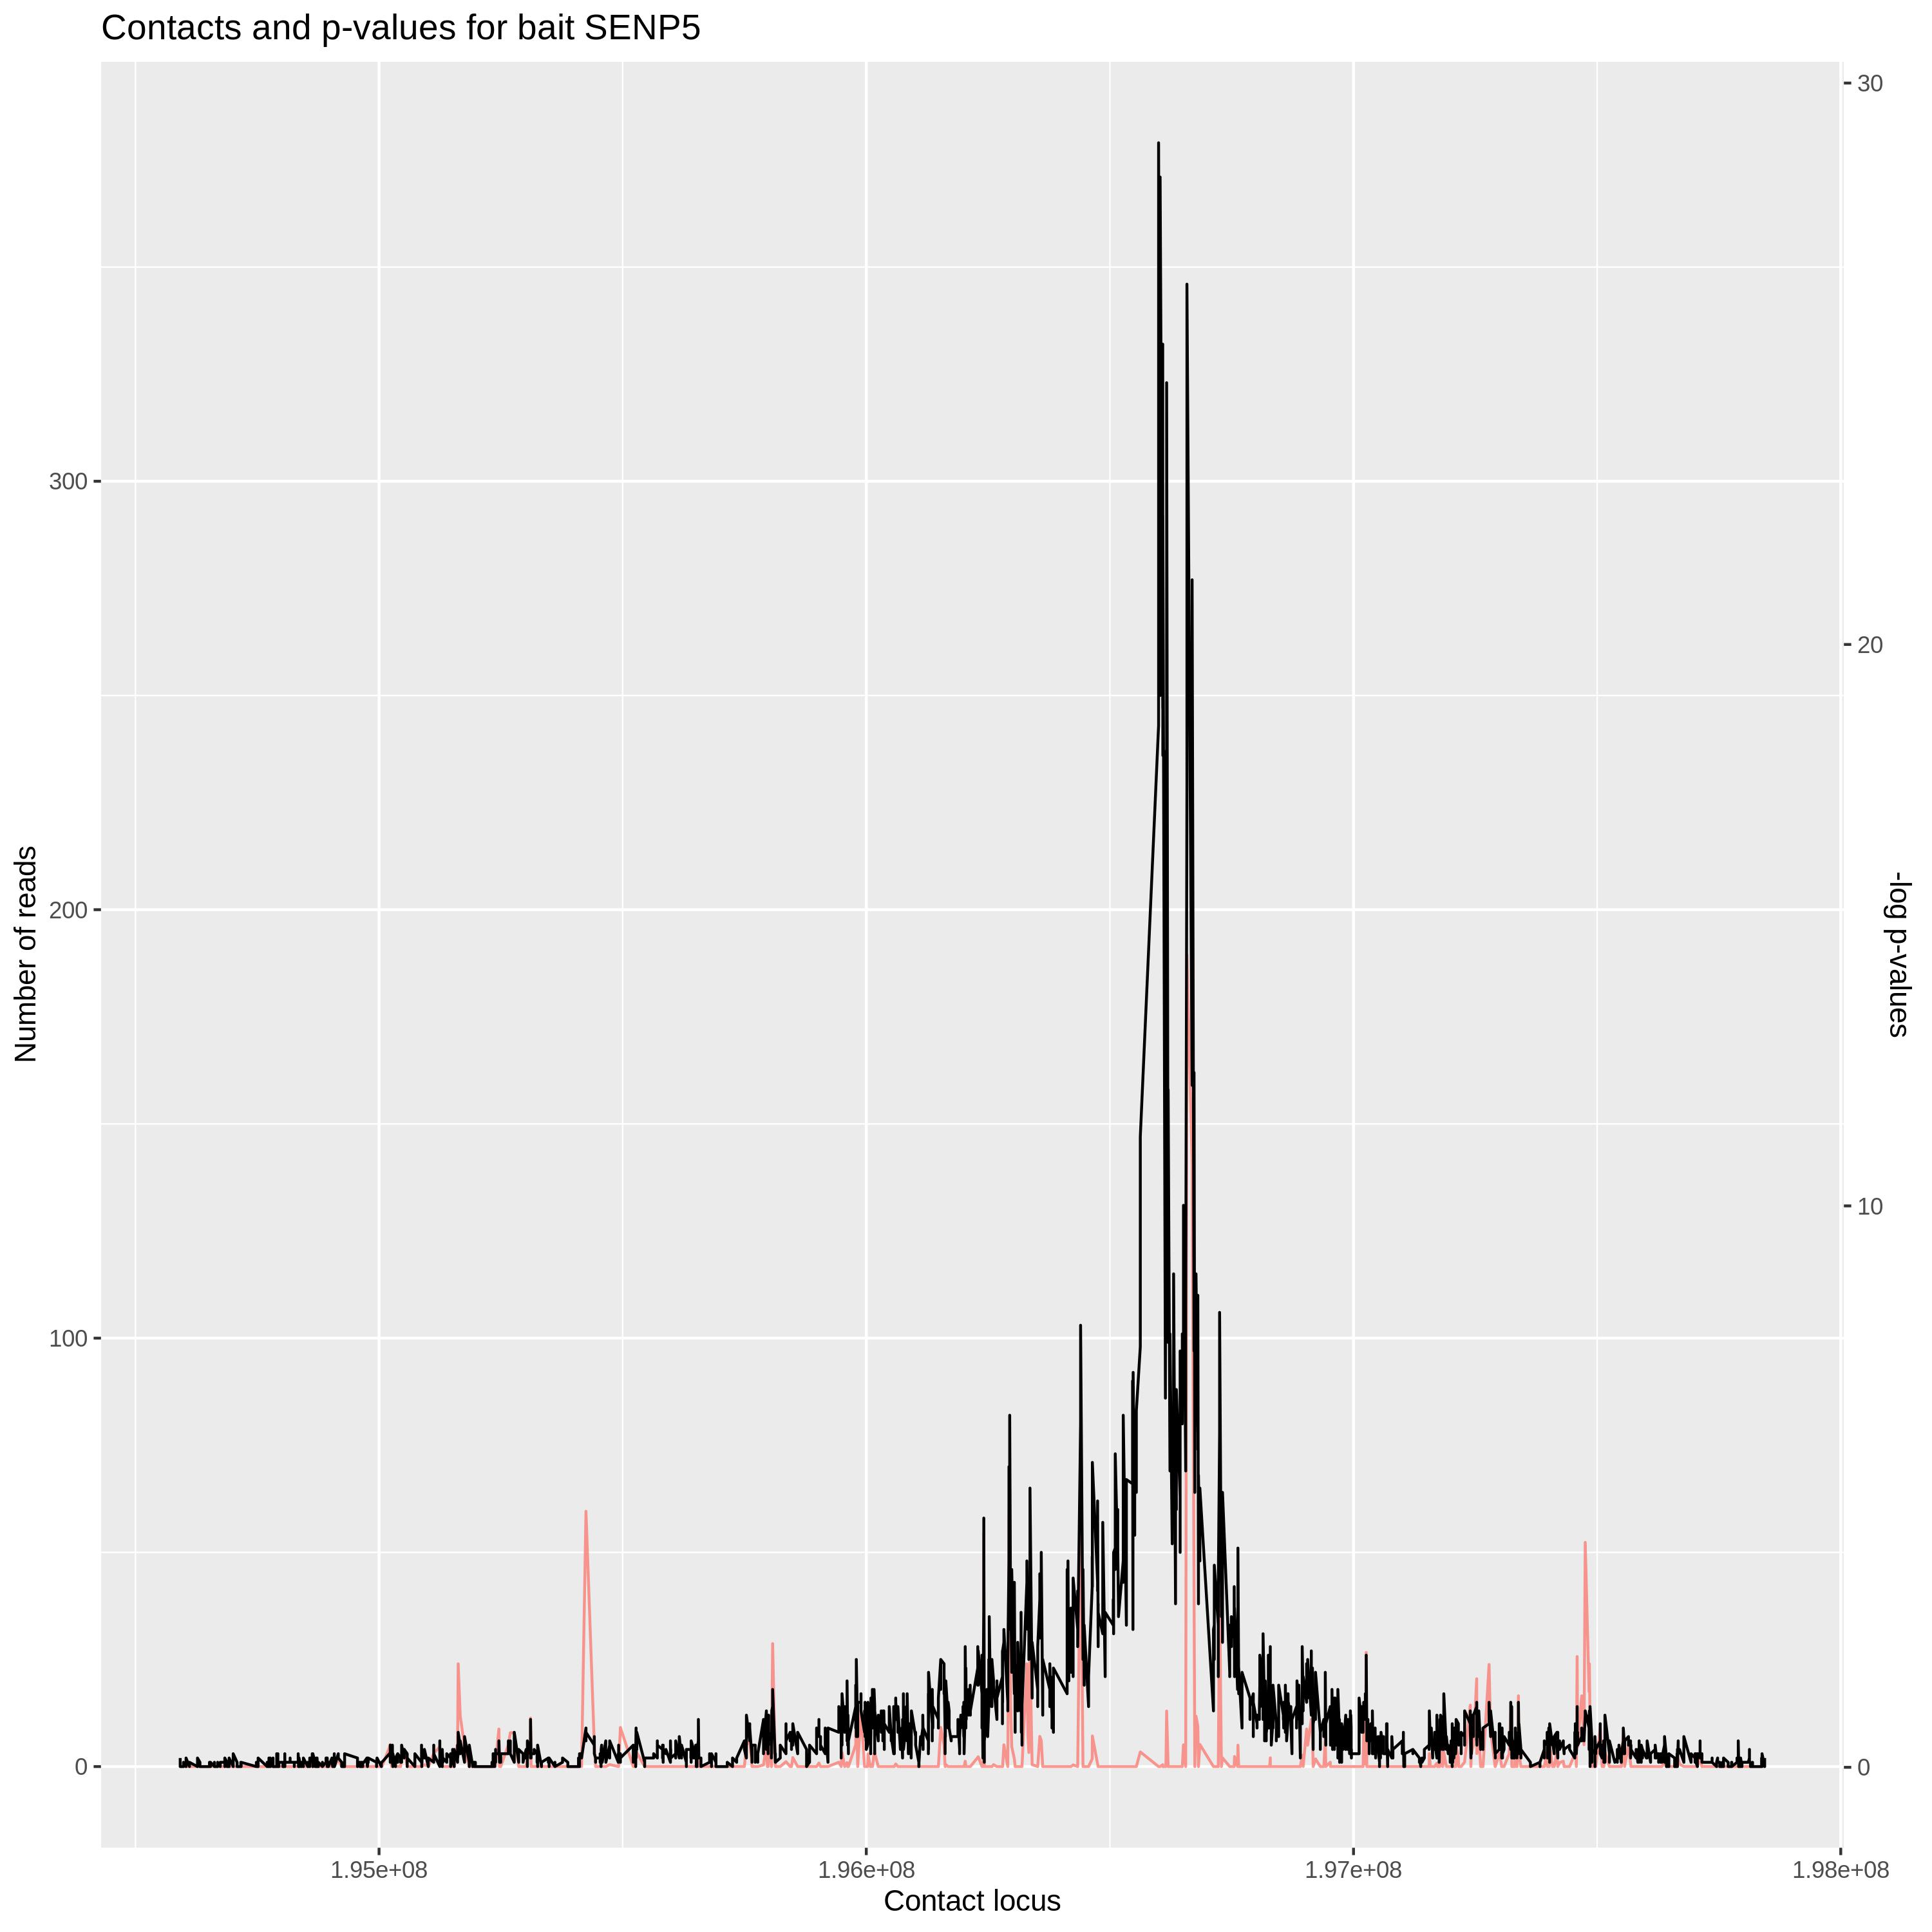 Contacts and p-values for bait SENP5
Number of reads
300
200
100
0
30
20
10
0
-log p-values
1.95e+08 1.96e+08 1.97e+08 1.98e+08
Contact locus